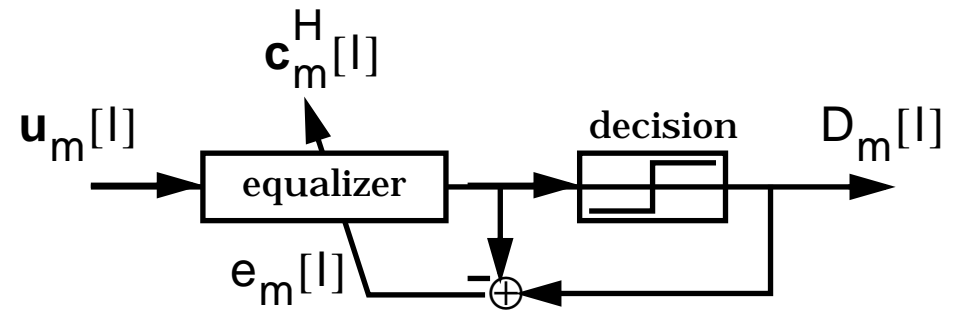 c_m^H[l]
u_m[l]
decision
D_m[l]
equalizer
e_m[l]
−
+